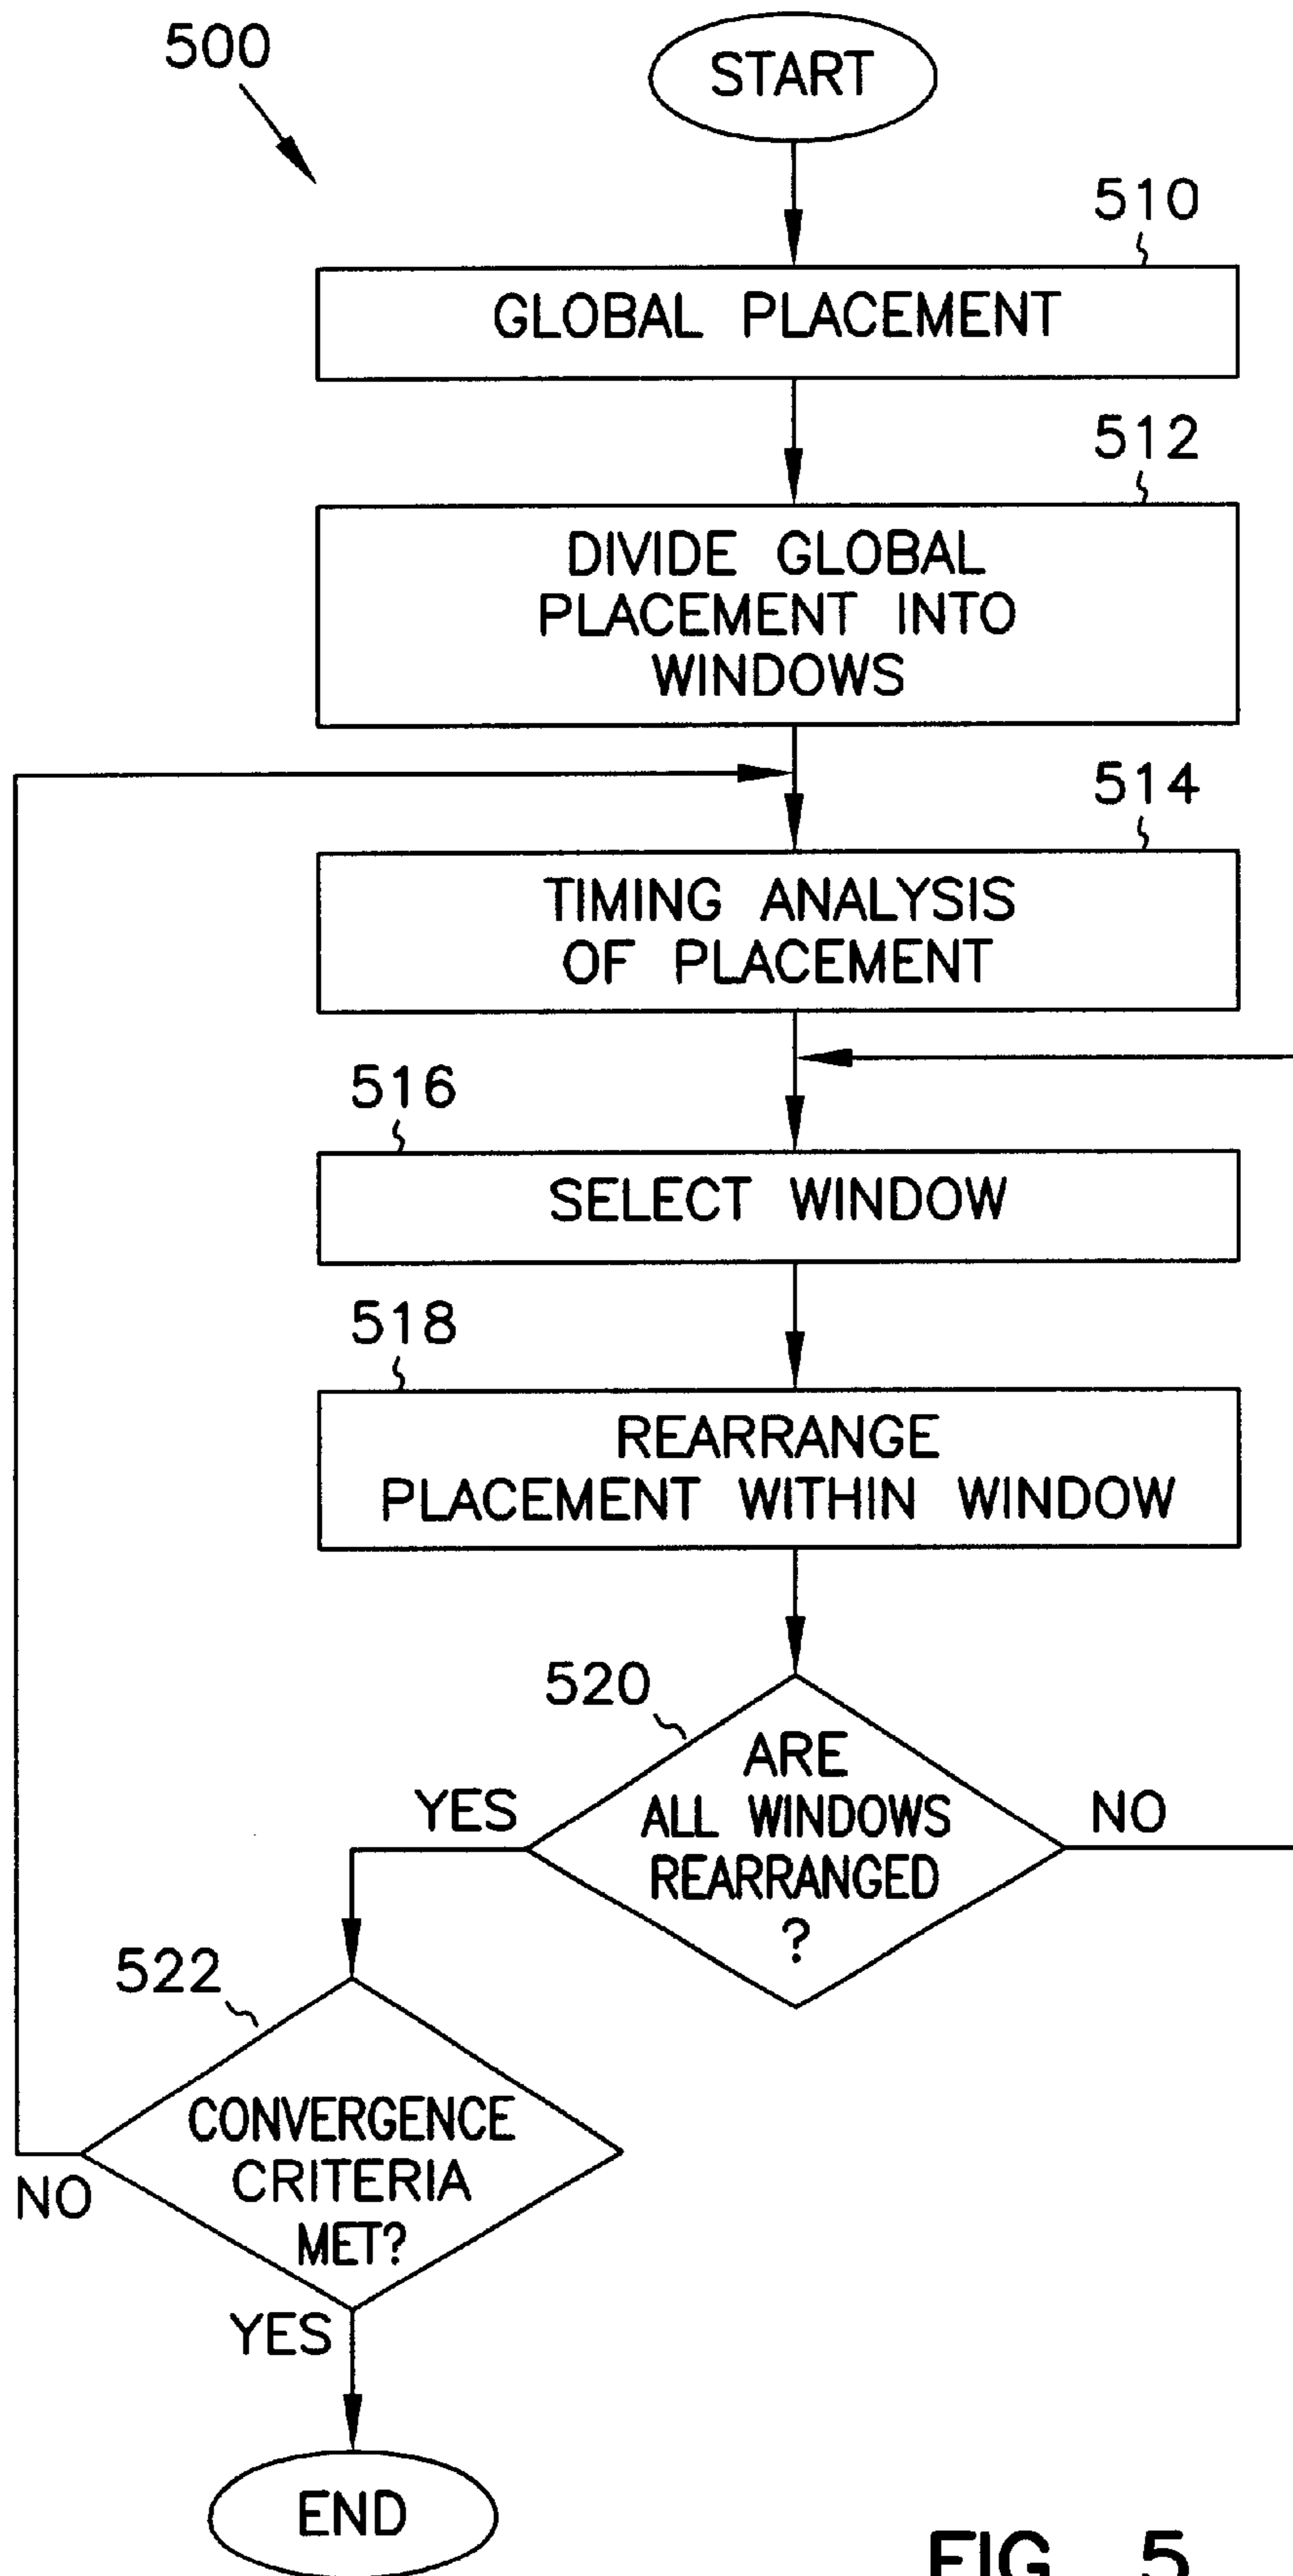 500
START
510
GLOBAL PLACEMENT
512
DIVIDE GLOBAL
PLACEMENT INTO
WINDOWS
514
TIMING ANALYSIS
OF PLACEMENT
516
SELECT WINDOW
518
REARRANGE
PLACEMENT WITHIN WINDOW
520
ARE
ALL WINDOWS
REARRANGED
?
YES
NO
522
CONVERGENCE
CRITERIA
MET?
NO
YES
END
FIG. 5